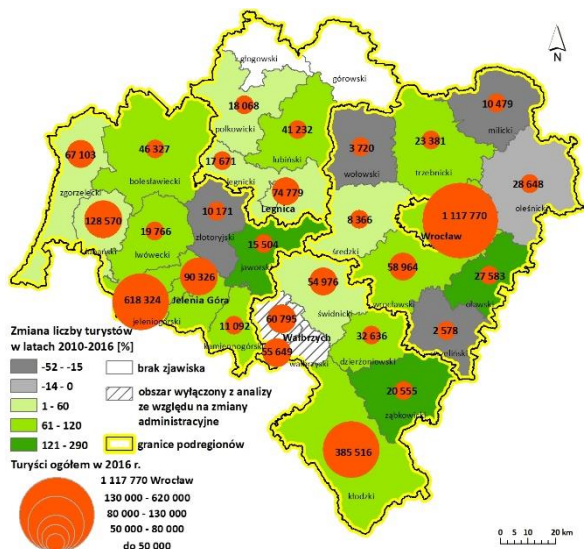 głogowski
górowski
N
18 068
polkowicki
10 479
milicki
41 232
lubiński
3 720
wołowski
23 381
trzebnicki
46 327
bolesławiecki
67 103
zgorzelecki
17 671
legnicki
74 779
Legnica
28 648
oleśnicki
128 570
lubański
19 766
lwówecki
10 171
złotoryjski
15 504
jaworski
8 366
średzki
1 117 770
Wrocław
90 326
Jelenia Góra
58 964
wrocławski
27 583
oławski
618 324
jeleniogórski
54 976
świdnicki
11 092
kamiennogórski
60 795
Wałbrzych
55 649
wałbrzyski
32 636
dzierżoniowski
2 578
20 555
ząbkowicki
385 516
kłodzki
Zmiana liczby turystów
w latach 2010-2016 [%]
-52 - -15
-14 - 0
1 - 60
61 - 120
121 - 290
brak zjawiska
obszar wyłączony z analizy
ze względu na zmiany
administracyjne
granice podregionów
Turyści ogółem w 2016 r.
1 117 770 Wrocław
130 000 - 620 000
80 000 - 130 000
50 000 - 80 000
do 50 000
0 5 10 20 km